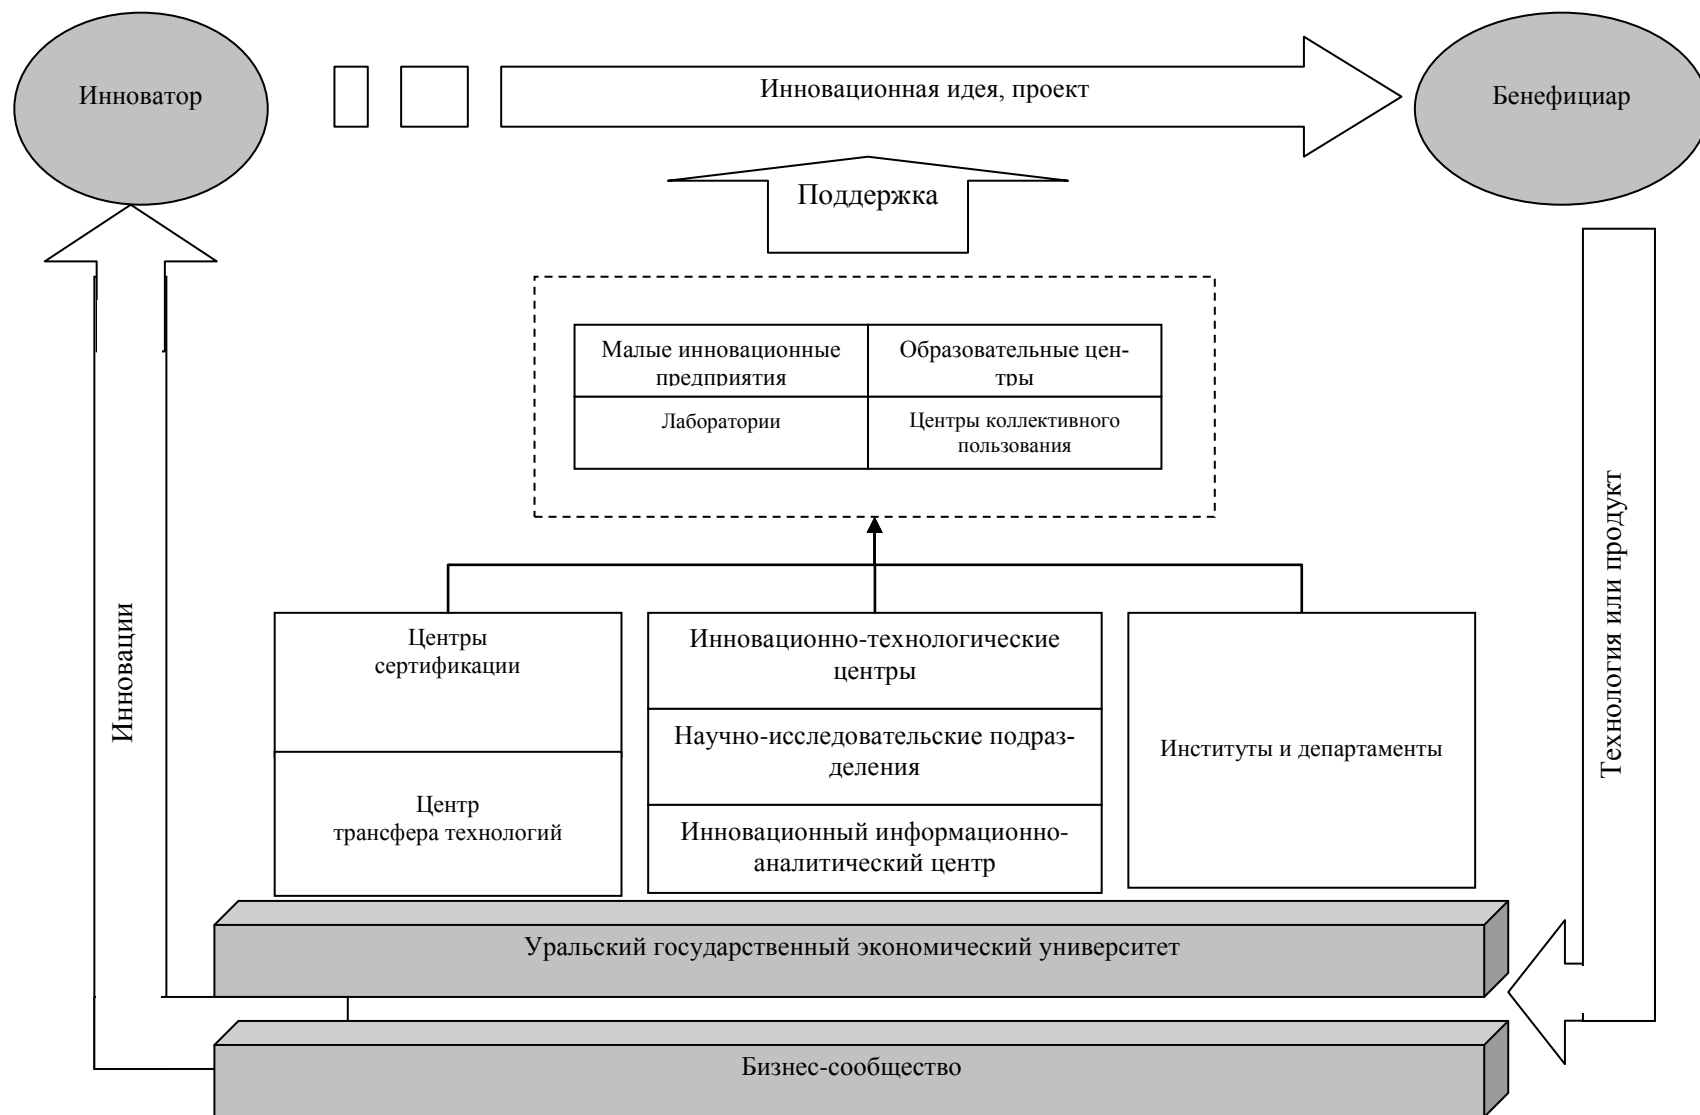 Инноватор
Инновационная идея, проект
Бенефициар
Поддержка
Малые инновационные
предприятия
Образовательные цен-
тры
Лаборатории
Центры коллективного
пользования
Инновации
Технология или продукт
Центры
сертификации
Центр
трансфера технологий
Инновационно-технологические
центры
Научно-исследовательские подраз-
деления
Инновационный информационно-
аналитический центр
Институты и департаменты
Уральский государственный экономический университет
Бизнес-сообщество